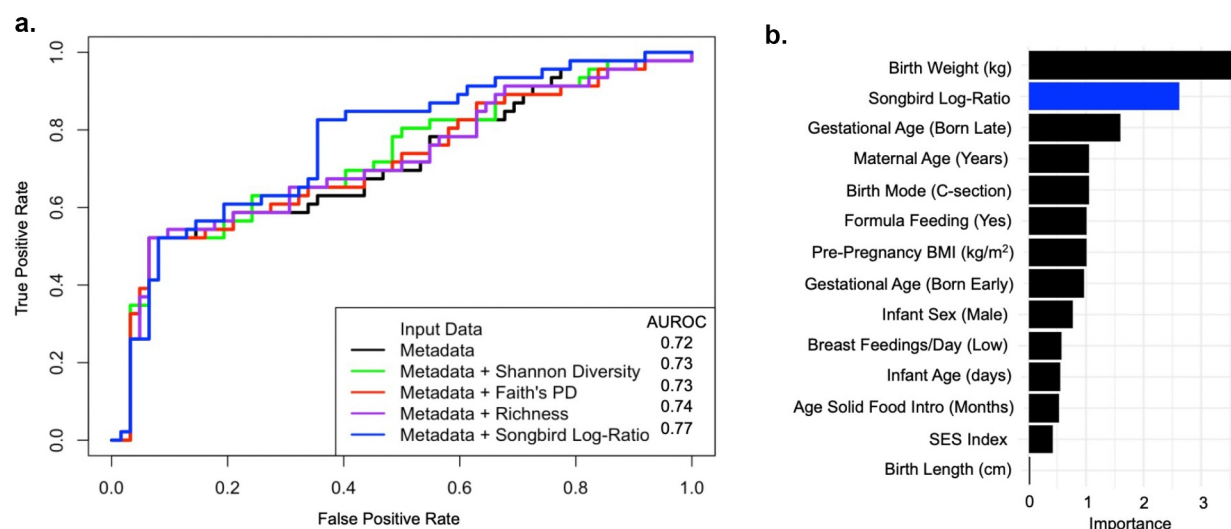 a.
True Positive Rate
1.0
0.8
0.6
0.4
0.2
0.0
Input Data AUROC
Metadata 0.72
Metadata + Shannon Diversity 0.73
Metadata + Faith's PD 0.73
Metadata + Richness 0.74
Metadata + Songbird Log-Ratio 0.77
0.0 0.2 0.4 0.6 0.8 1.0
False Positive Rate
b.
Birth Weight (kg)
Songbird Log-Ratio
Gestational Age (Born Late)
Maternal Age (Years)
Birth Mode (C-section)
Formula Feeding (Yes)
Pre-Pregnancy BMI (kg/m²)
Gestational Age (Born Early)
Infant Sex (Male)
Breast Feedings/Day (Low)
Infant Age (days)
Age Solid Food Intro (Months)
SES Index
Birth Length (cm)
0 1 2 3
Importance